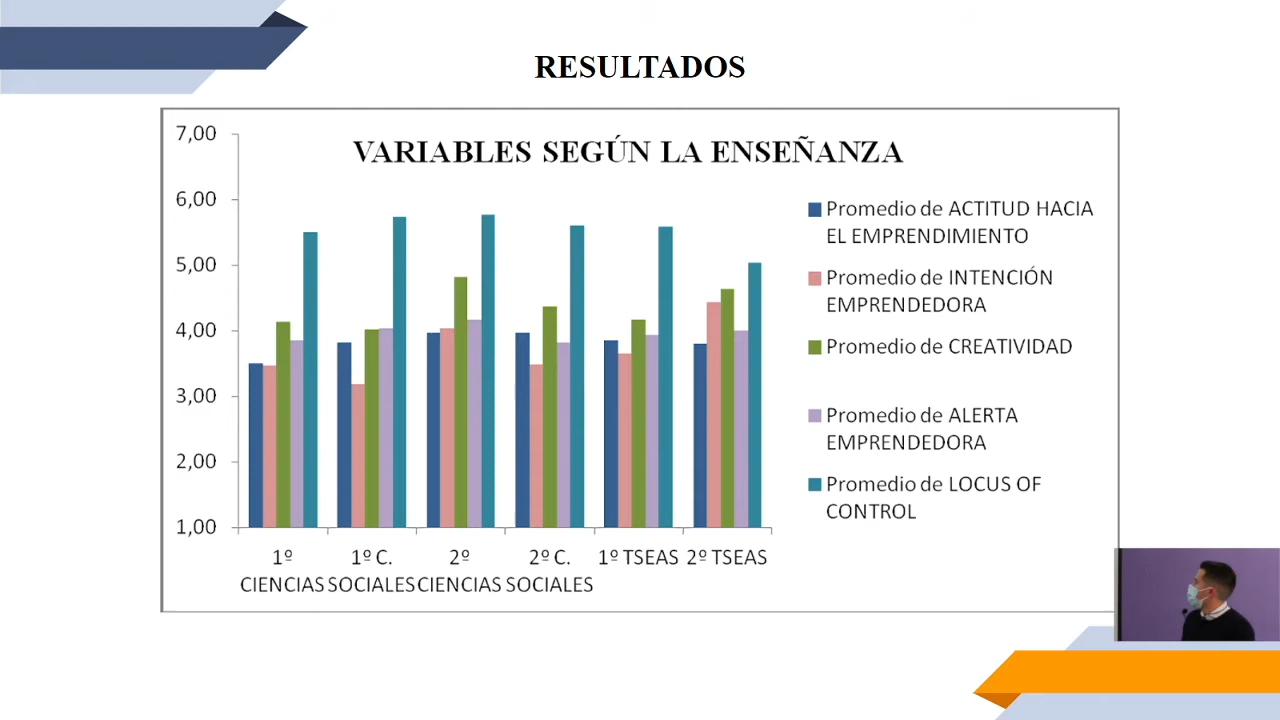 RESULTADOS
VARIABLES SEGÚN LA ENSEÑANZA
7,00
6,00
5,00
4,00
3,00
2,00
1,00
1º CIENCIAS
1º C. SOCIALES
2º CIENCIAS
2º C. SOCIALES
1º TSEAS
2º TSEAS
Promedio de ACTITUD HACIA
EL EMPRENDIMIENTO
Promedio de INTENCIÓN
EMPRENDEDORA
Promedio de CREATIVIDAD
Promedio de ALERTA
EMPRENDEDORA
Promedio de LOCUS OF
CONTROL